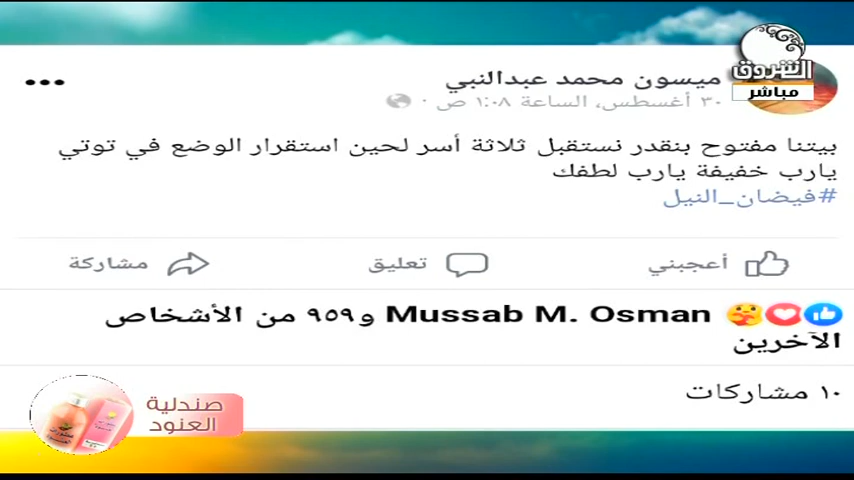 الشروق
مباشر
ميسون محمد عبدالنبي
٣٠ أغسطس، الساعة ١:٠٨ ص ·
بيتنا مفتوح بنقدر نستقبل ثلاثة أسر لحين استقرار الوضع في توتي
يارب خفيفة يارب لطفك
#فيضان_النيل
أعجبني
تعليق
مشاركة
Mussab M. Osman و٩٥٩ من الأشخاص
الآخرين
١٠ مشاركات
صندلية
العنود